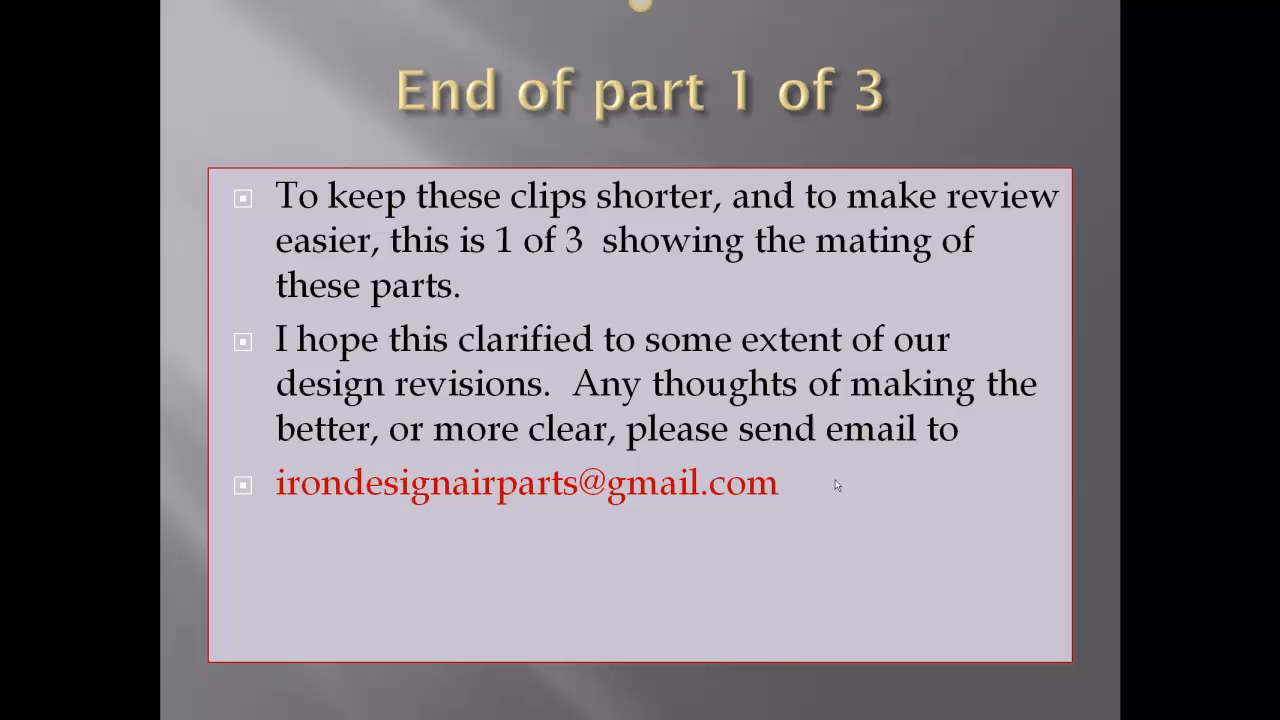 End of part 1 of 3
To keep these clips shorter, and to make review
easier, this is 1 of 3 showing the mating of
these parts.
I hope this clarified to some extent of our
design revisions. Any thoughts of making the
better, or more clear, please send email to
irondesignairparts@gmail.com